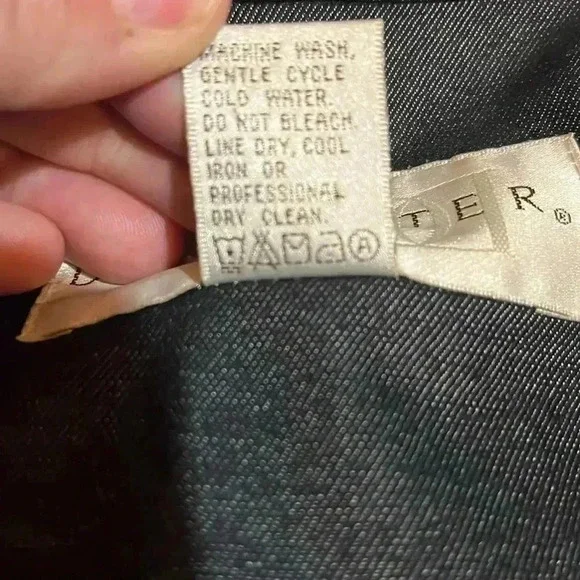 MACHINE WASH,
GENTLE CYCLE
COLD WATER.
DO NOT BLEACH.
LINE DRY, COOL
IRON OR
PROFESSIONAL
DRY CLEAN.
A
T E R ®